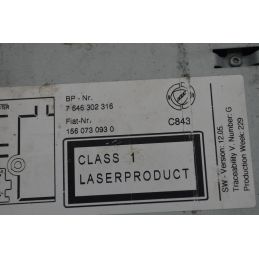 BP - Nr.
7 646 302 316
Fiat-Nr.
156 073 093 0
C843
CLASS 1
LASERPRODUCT
SW - Version: 12.05
Traceability V. Number: G
Production Week: 229